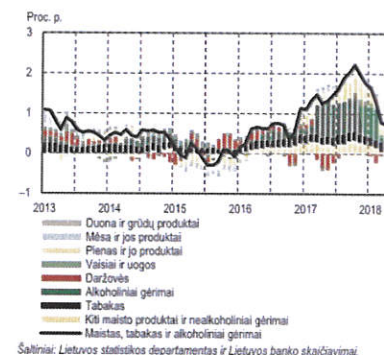 Proc. p.
3
2
1
0
–1
2013 2014 2015 2016 2017 2018
Duona ir grūdų produktai
Mėsa ir jos produktai
Pienas ir jo produktai
Vaisiai ir uogos
Daržovės
Alkoholiniai gėrimai
Tabakas
Kiti maisto produktai ir nealkoholiniai gėrimai
Maistas, tabakas ir alkoholiniai gėrimai
Šaltiniai: Lietuvos statistikos departamentas ir Lietuvos banko skaičiavimai.